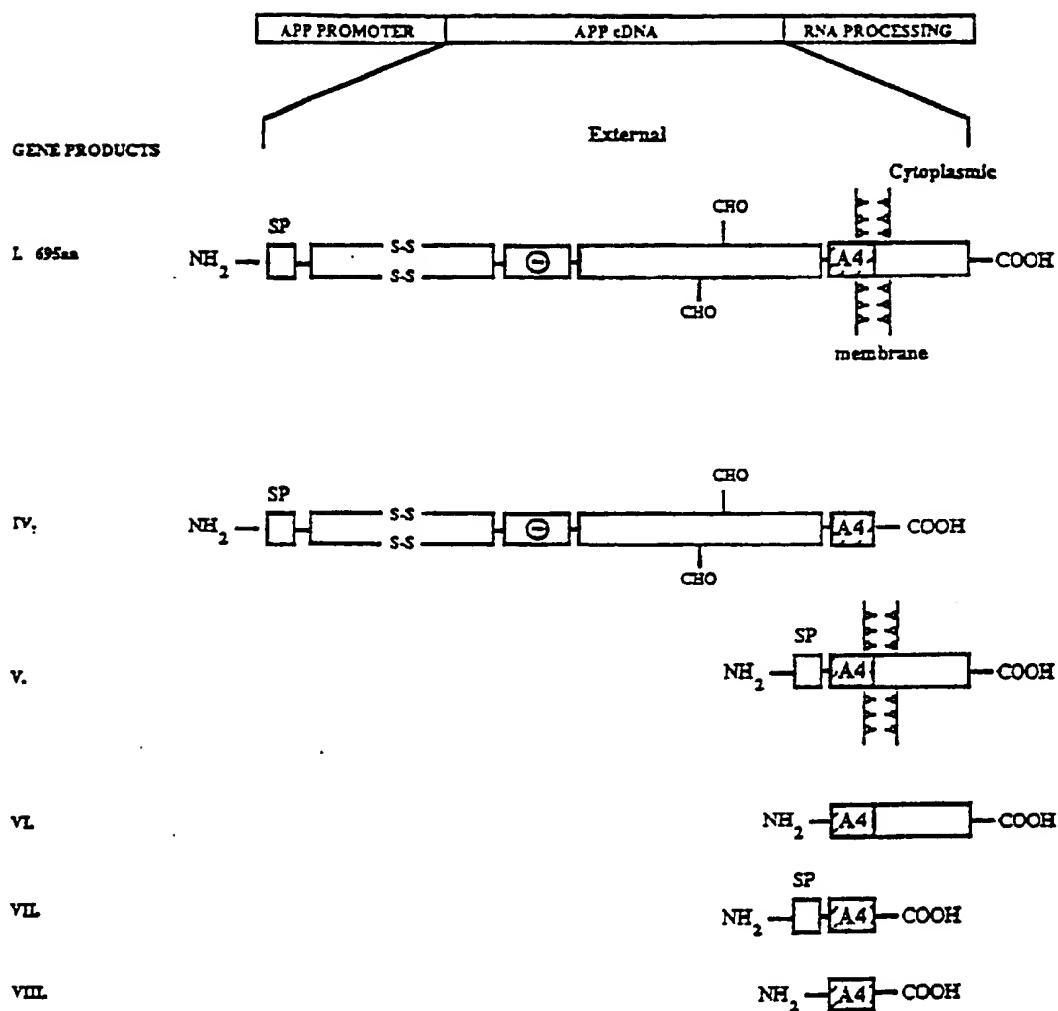 APP PROMOTER APP cDNA RNA PROCESSING
External
GENE PRODUCTS
Cytoplasmic
CHO
SP
I. 695aa NH2 S-S S-S ⊖ A4 COOH
CHO
membrane
CHO
SP
IV. NH2 S-S S-S ⊖ A4 COOH
CHO
SP
V. NH2 A4 COOH
VI. NH2 A4 COOH
SP
VII. NH2 A4 COOH
VIII. NH2 A4 COOH